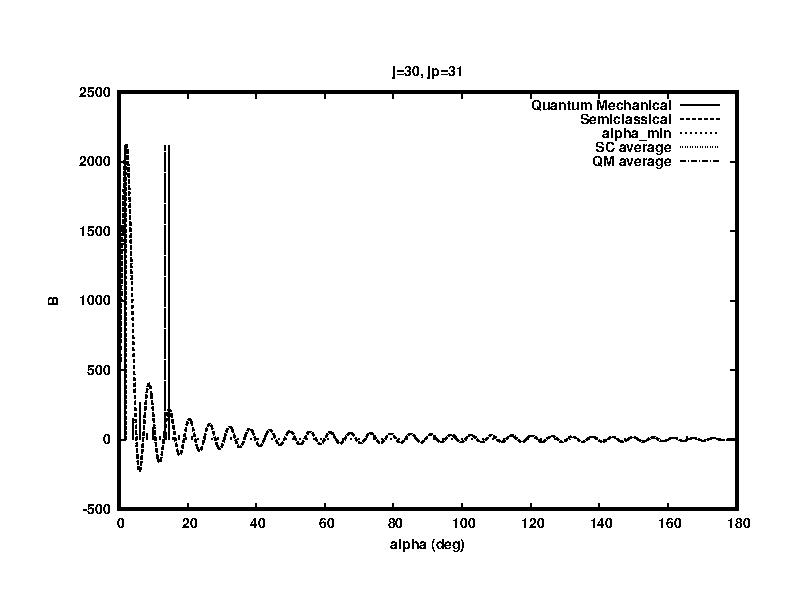 j=30, jp=31
2500
2000
1500
1000
500
0
-500
B
Quantum Mechanical
Semiclassical
alpha_min
SC average
QM average
0 20 40 60 80 100 120 140 160 180
alpha (deg)